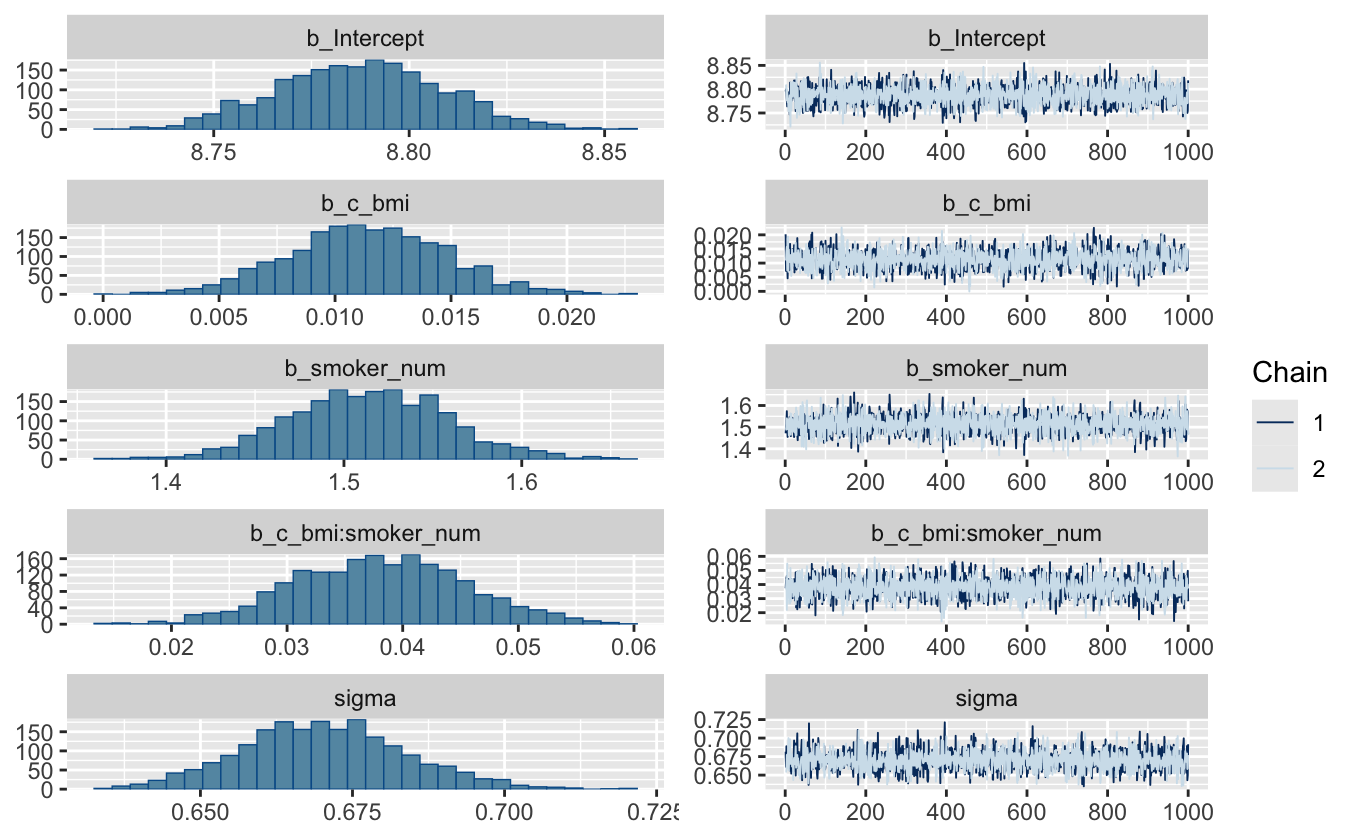 b_Intercept b_Intercept
150
100
50
0
8.75 8.80 8.85
8.85
8.80
8.75
0 200 400 600 800 1000
b_c_bmi b_c_bmi
150
100
50
0
0.000 0.005 0.010 0.015 0.020
0.020
0.015
0.010
0.005
0.000
0 200 400 600 800 1000
b_smoker_num b_smoker_num
150
100
50
0
1.4 1.5 1.6
1.6
1.5
1.4
0 200 400 600 800 1000
Chain
1
2
b_c_bmi:smoker_num b_c_bmi:smoker_num
160
120
80
40
0
0.02 0.03 0.04 0.05 0.06
0.06
0.05
0.04
0.03
0.02
0 200 400 600 800 1000
sigma sigma
150
100
50
0
0.650 0.675 0.700
0.725
0.700
0.675
0.650
0 200 400 600 800 1000